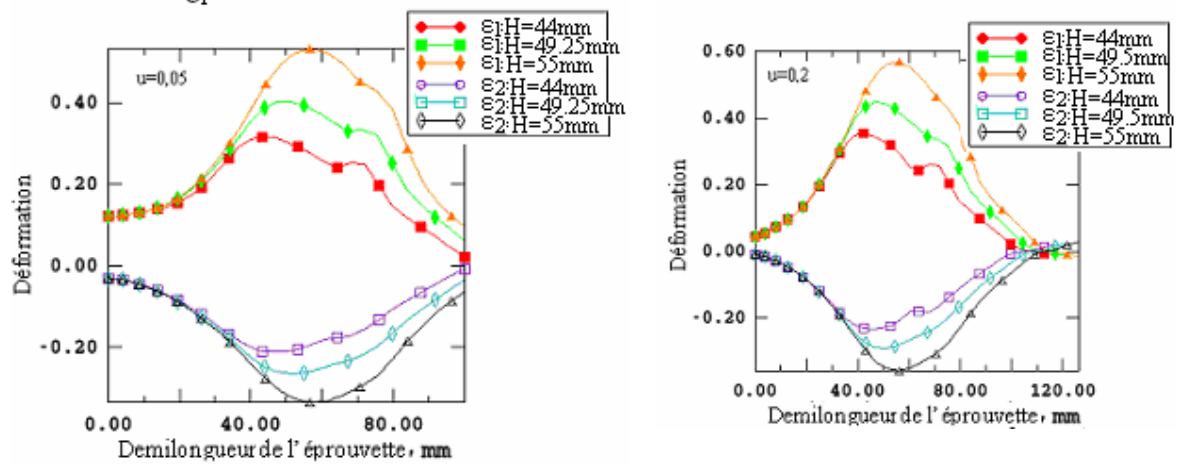 ε1:H=44mm
ε1:H=49.25mm
ε1:H=55mm
ε2:H=44mm
ε2:H=49.25mm
ε2:H=55mm
u=0,05
0.40
0.20
0.00
-0.20
Déformation
0.00
40.00
80.00
Demilongueur de l'éprouvette, mm
ε1:H=44mm
ε1:H=49.5mm
ε1:H=55mm
ε2:H=44mm
ε2:H=49.5mm
ε2:H=55mm
u=0,2
0.60
0.40
0.20
0.00
-0.20
Déformation
0.00
40.00
80.00
120.00
Demilongueur de l'éprouvette, mm